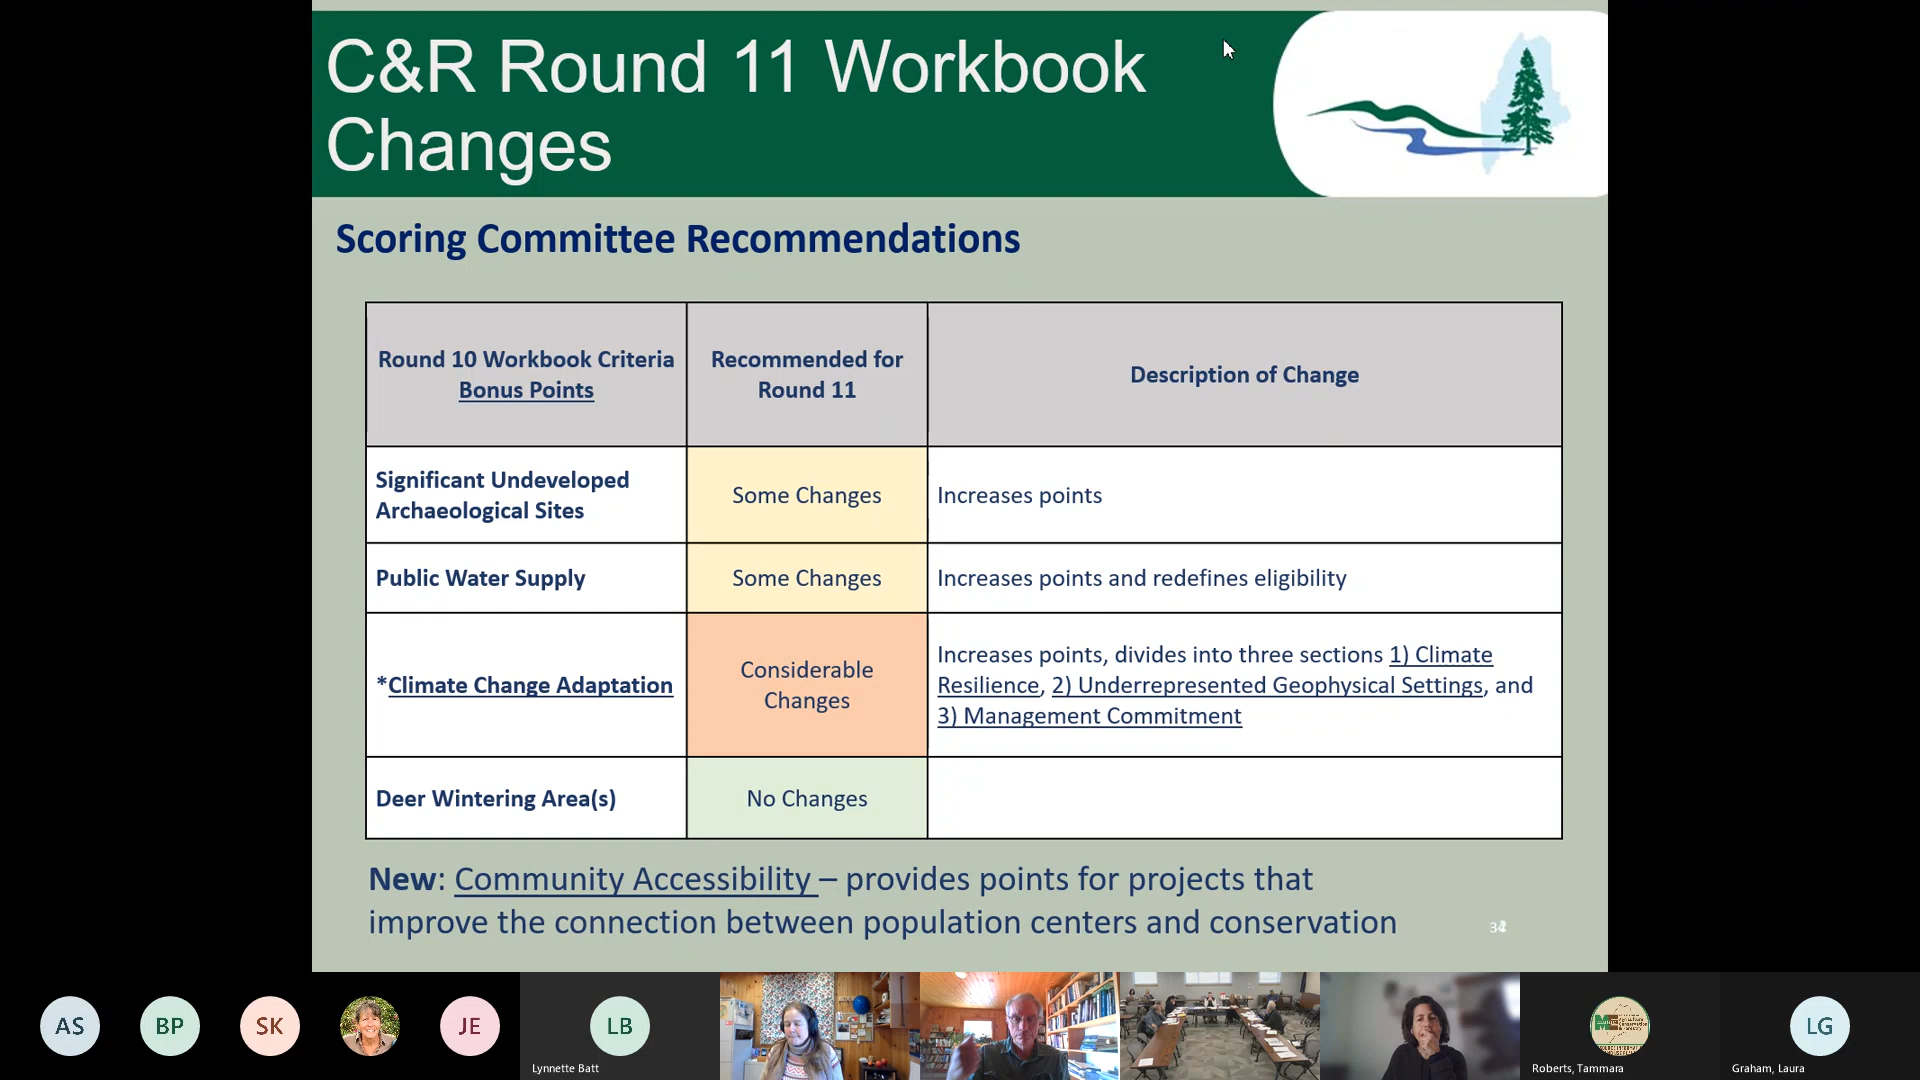 C&R Round 11 Workbook
Changes
Scoring Committee Recommendations
Round 10 Workbook Criteria
Bonus Points
Recommended for
Round 11
Description of Change
Significant Undeveloped
Archaeological Sites
Some Changes
Increases points
Public Water Supply
Some Changes
Increases points and redefines eligibility
*Climate Change Adaptation
Considerable
Changes
Increases points, divides into three sections 1) Climate
Resilience, 2) Underrepresented Geophysical Settings, and
3) Management Commitment
Deer Wintering Area(s)
No Changes
New: Community Accessibility – provides points for projects that
improve the connection between population centers and conservation
AS
BP
SK
JE
LB
Lynnette Batt
Roberts, Tammara
LG
Graham, Laura